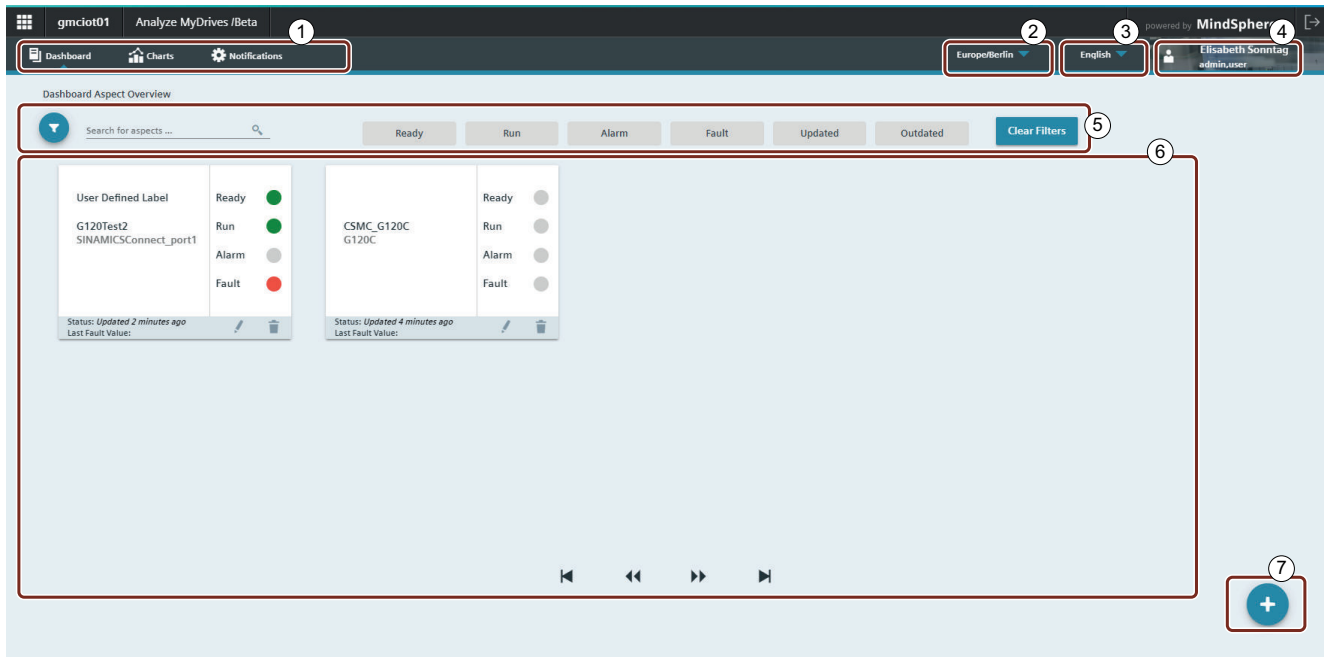 gmciot01 Analyze MyDrives /Beta powered by MindSphere
1 2 3 4
Dashboard Charts Notifications Europe/Berlin English Elisabeth Sonntag
admin,user
Dashboard Aspect Overview
Search for aspects ... Ready Run Alarm Fault Updated Outdated Clear Filters 5
6
User Defined Label Ready
G120Test2 Run
SINAMICSConnect_port1
Alarm
Fault
Status: Updated 2 minutes ago
Last Fault Value:
Ready
CSMC_G120C Run
G120C
Alarm
Fault
Status: Updated 4 minutes ago
Last Fault Value:
7